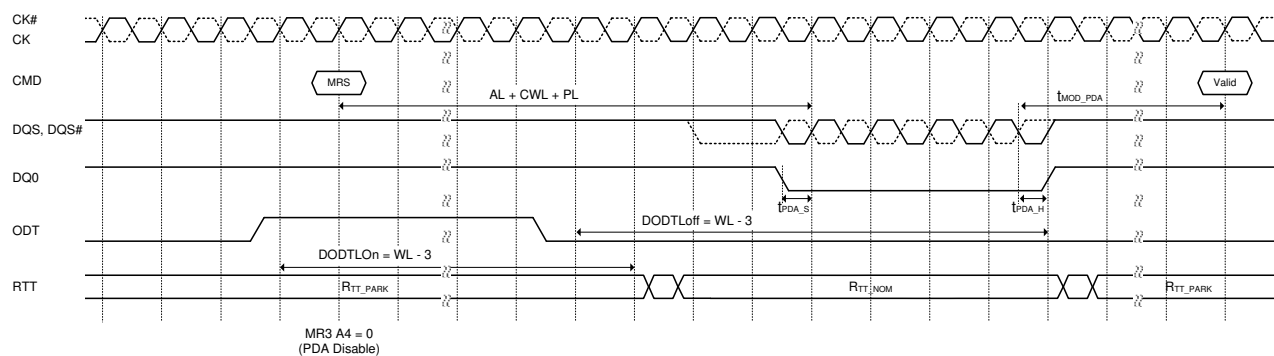 CK#
CK
CMD
MRS
Valid
AL + CWL + PL
tMOD_PDA
DQS, DQS#
DQ0
tPDA_S
tPDA_H
ODT
DODTLoff = WL - 3
DODTLOn = WL - 3
RTT
RTT_PARK
RTT_NOM
RTT_PARK
MR3 A4 = 0
(PDA Disable)